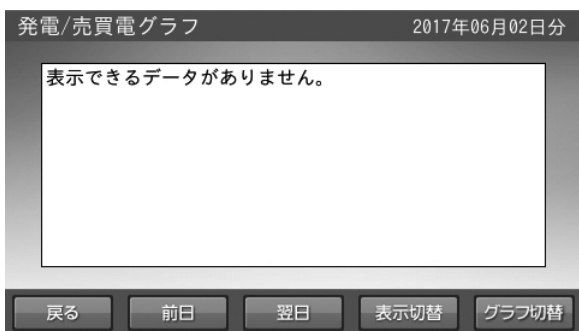 発電/売買電グラフ 2017年06月02日分
表示できるデータがありません。
戻る 前日 翌日 表示切替 グラフ切替